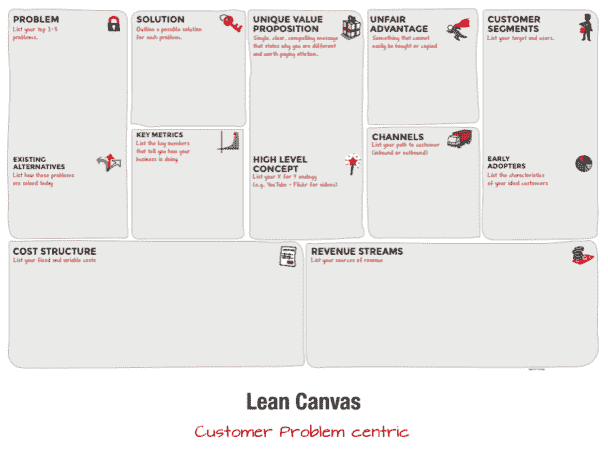 PROBLEM
List your top 1-3
problems.
EXISTING
ALTERNATIVES
List how these problems
are solved today
SOLUTION
Outline a possible solution
for each problem.
KEY METRICS
List the key numbers
that tell you how your
business is doing
UNIQUE VALUE
PROPOSITION
Single, clear, compelling message
that states why you are different
and worth paying attention.
HIGH LEVEL
CONCEPT
List your X for Y analogy
(e.g. YouTube = Flickr for videos)
UNFAIR
ADVANTAGE
Something that cannot
easily be bought or copied
CHANNELS
List your path to customer
(inbound or outbound)
CUSTOMER
SEGMENTS
List your target and users.
EARLY
ADOPTERS
List the characteristics
of your ideal customers
COST STRUCTURE
List your fixed and variable costs
REVENUE STREAMS
List your sources of revenue
Lean Canvas
Customer Problem centric